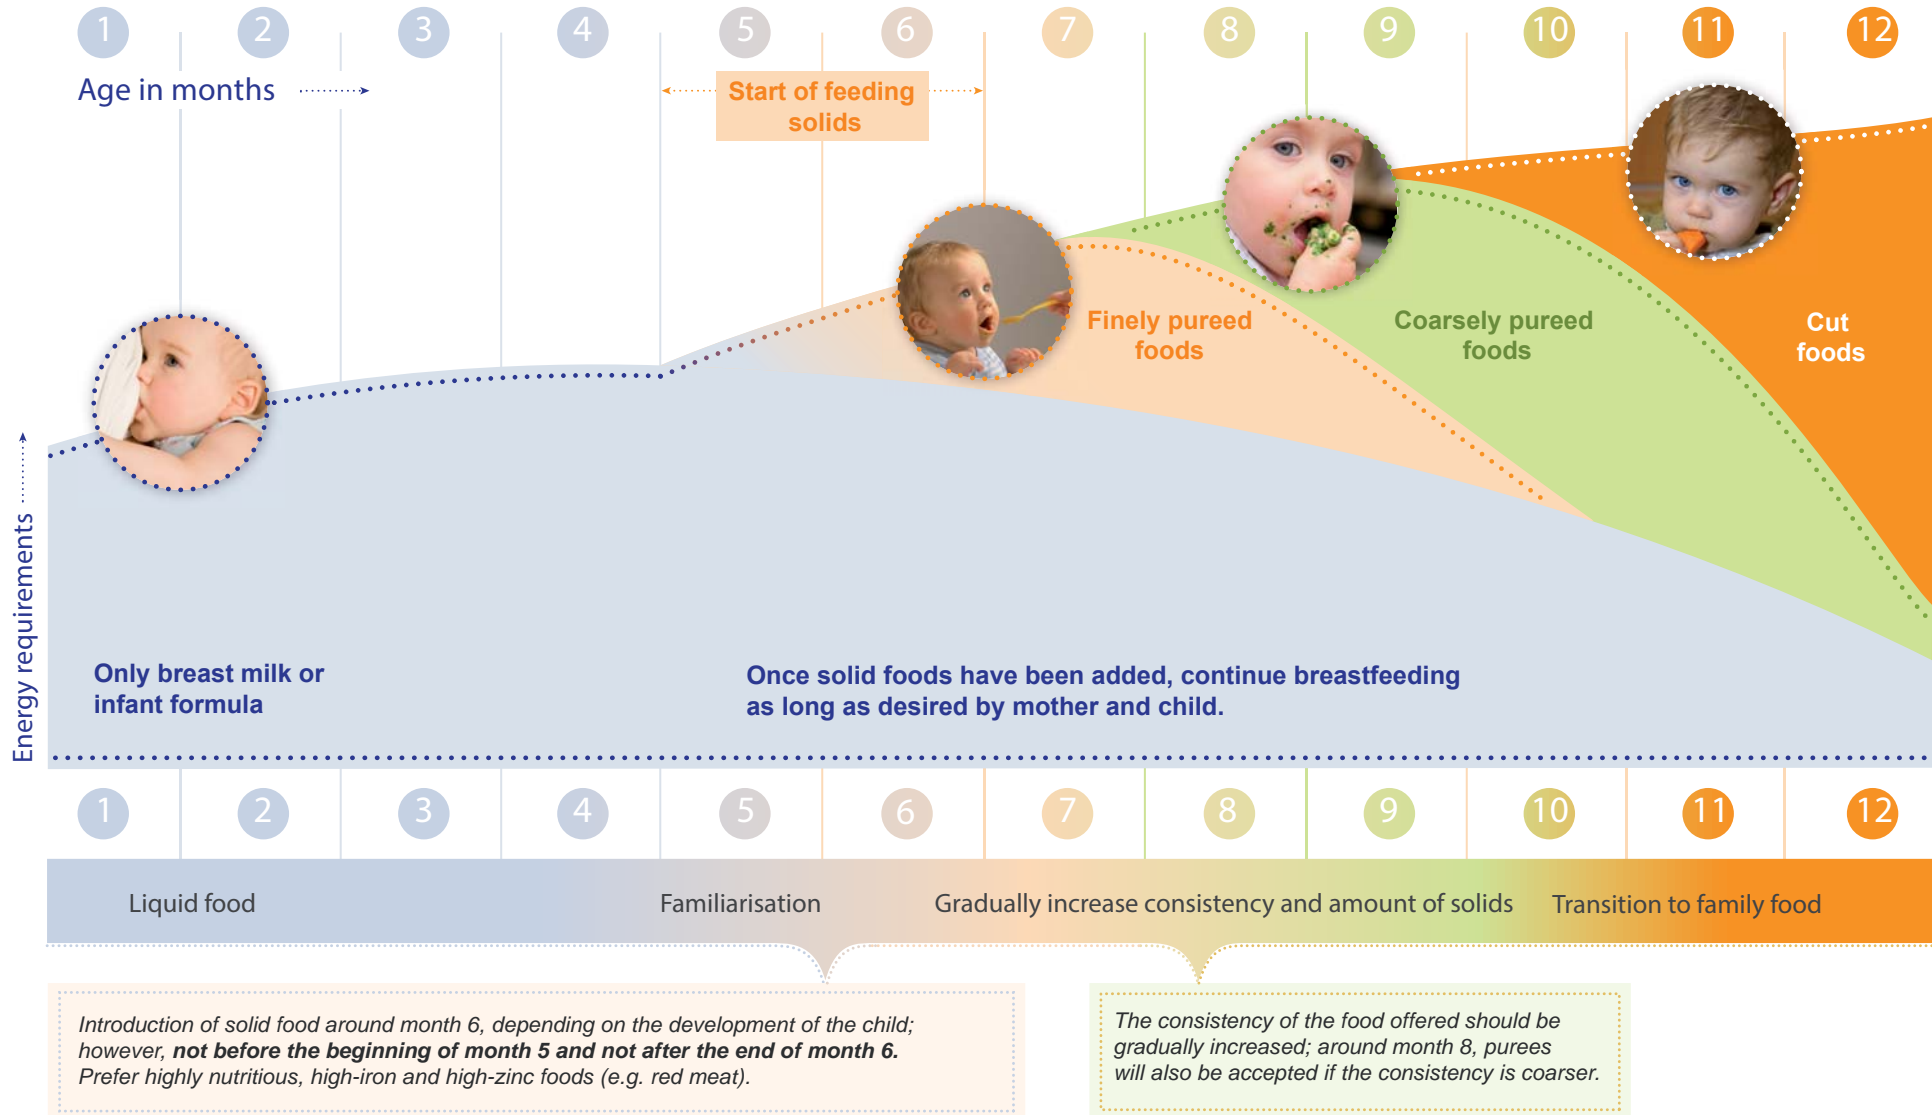 1 2 3 4 5 6 7 8 9 10 11 12
Age in months
Start of feeding
solids
Finely pureed
foods
Coarsely pureed
foods
Cut
foods
Energy requirements
Only breast milk or
infant formula
Once solid foods have been added, continue breastfeeding
as long as desired by mother and child.
1 2 3 4 5 6 7 8 9 10 11 12
Liquid food
Familiarisation
Gradually increase consistency and amount of solids
Transition to family food
Introduction of solid food around month 6, depending on the development of the child;
however, not before the beginning of month 5 and not after the end of month 6.
Prefer highly nutritious, high-iron and high-zinc foods (e.g. red meat).
The consistency of the food offered should be
gradually increased; around month 8, purees
will also be accepted if the consistency is coarser.